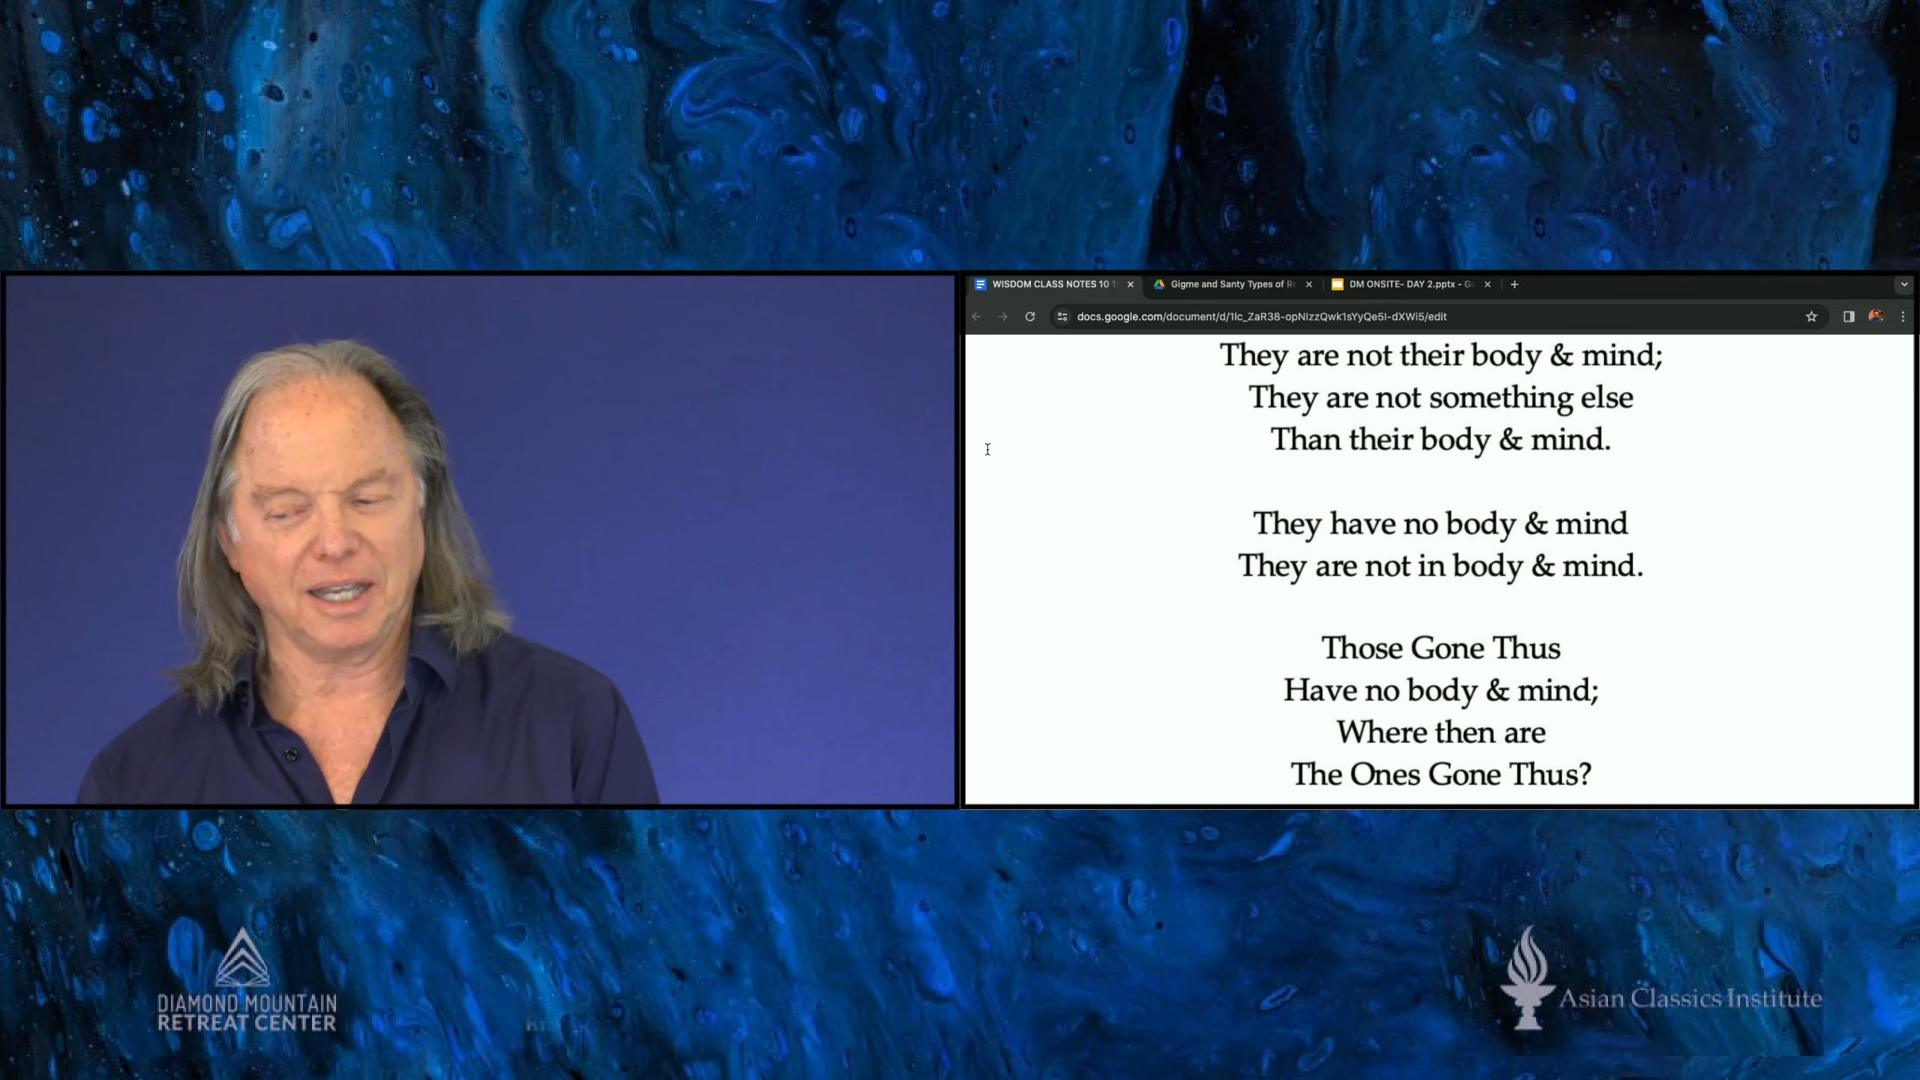 WISDOM CLASS NOTES 10
Gigme and Santy Types of
DM ONSITE- DAY 2.pptx -
docs.google.com/document/d/1lc_ZaR38-opNlzzQwk1sYyQe5l-dXWi5/edit
They are not their body & mind;
They are not something else
Than their body & mind.
They have no body & mind
They are not in body & mind.
Those Gone Thus
Have no body & mind;
Where then are
The Ones Gone Thus?
DIAMOND MOUNTAIN
RETREAT CENTER
Asian Classics Institute